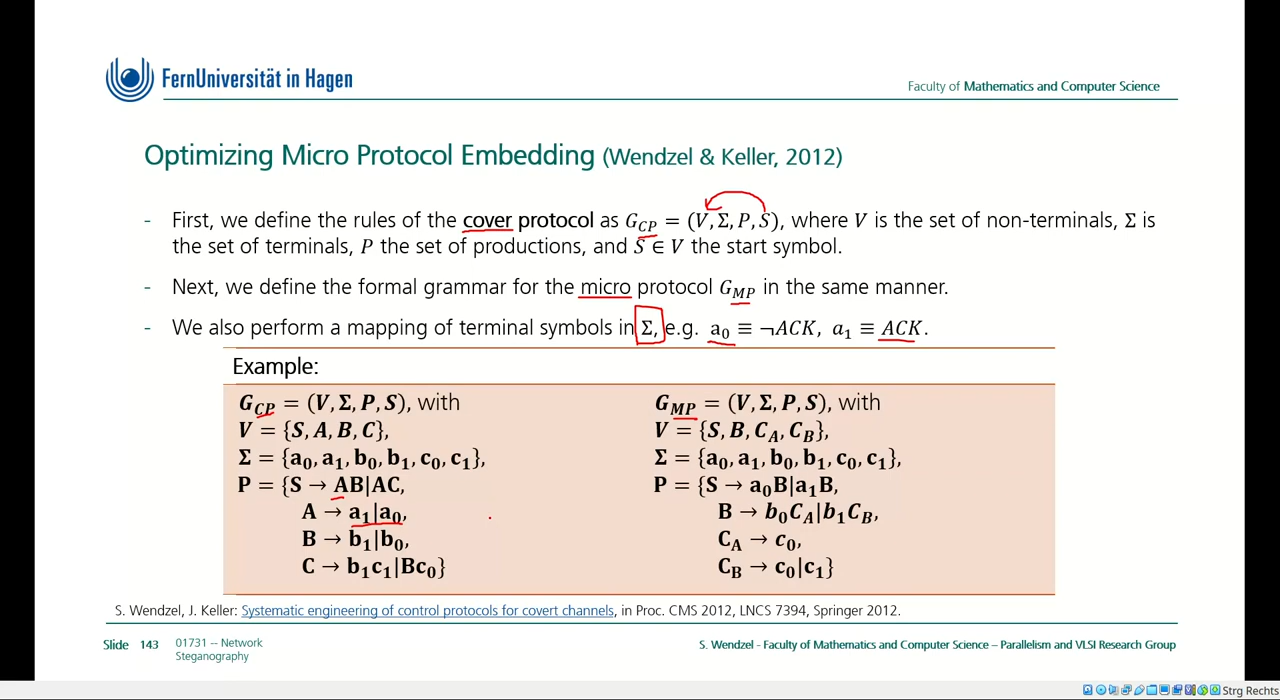 FernUniversität in Hagen
Faculty of Mathematics and Computer Science
Optimizing Micro Protocol Embedding (Wendzel & Keller, 2012)
- First, we define the rules of the cover protocol as G_CP = (V, Σ, P, S), where V is the set of non-terminals, Σ is
the set of terminals, P the set of productions, and S ∈ V the start symbol.
- Next, we define the formal grammar for the micro protocol G_MP in the same manner.
- We also perform a mapping of terminal symbols in Σ, e.g. a₀ ≡ ¬ACK, a₁ ≡ ACK.
Example:
G_CP = (V, Σ, P, S), with
V = {S, A, B, C},
Σ = {a₀, a₁, b₀, b₁, c₀, c₁},
P = {S → AB|AC,
A → a₁|a₀,
B → b₁|b₀,
C → b₁c₁|Bc₀}
G_MP = (V, Σ, P, S), with
V = {S, B, C_A, C_B},
Σ = {a₀, a₁, b₀, b₁, c₀, c₁},
P = {S → a₀B|a₁B,
B → b₀C_A|b₁C_B,
C_A → c₀,
C_B → c₀|c₁}
S. Wendzel, J. Keller: Systematic engineering of control protocols for covert channels, in Proc. CMS 2012, LNCS 7394, Springer 2012.
Slide 143
01731 -- Network
Steganography
S. Wendzel - Faculty of Mathematics and Computer Science – Parallelism and VLSI Research Group
Strg Rechts